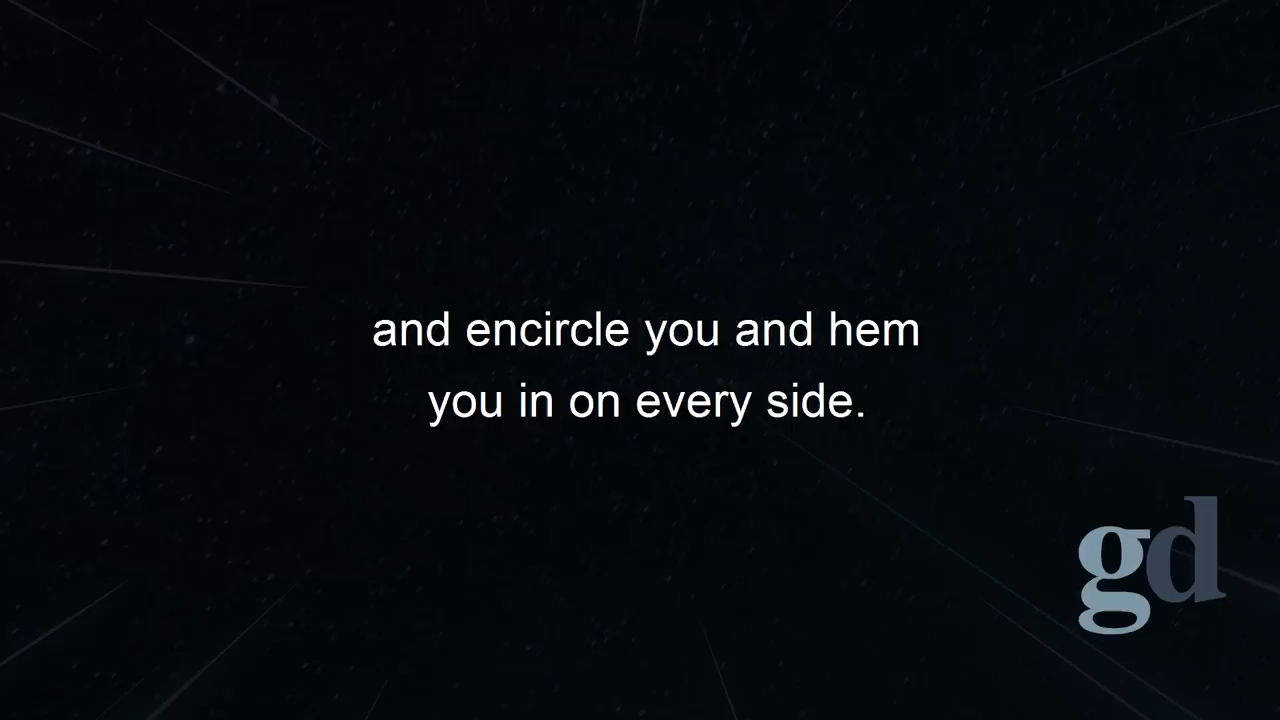 and encircle you and hem
you in on every side.
gd